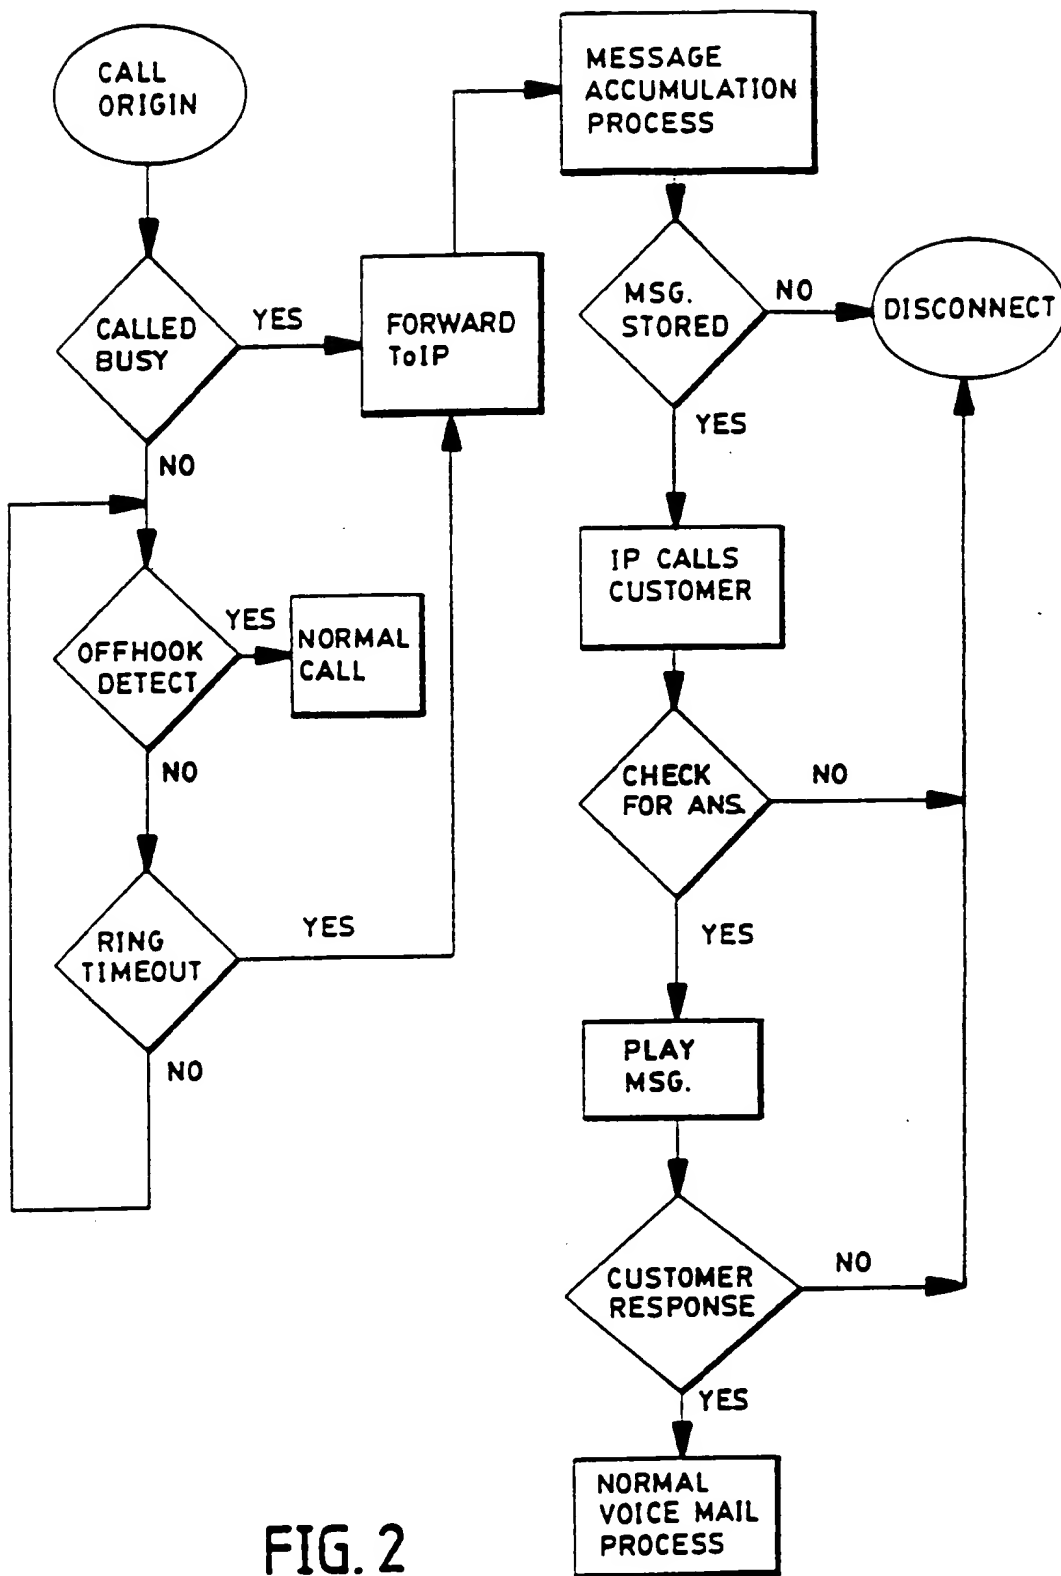 CALL
ORIGIN
CALLED
BUSY
YES
NO
FORWARD
ToIP
OFFHOOK
DETECT
YES
NORMAL
CALL
NO
RING
TIMEOUT
YES
NO
MESSAGE
ACCUMULATION
PROCESS
MSG.
STORED
NO
DISCONNECT
YES
IP CALLS
CUSTOMER
CHECK
FOR ANS.
NO
YES
PLAY
MSG.
CUSTOMER
RESPONSE
NO
YES
NORMAL
VOICE MAIL
PROCESS
FIG. 2